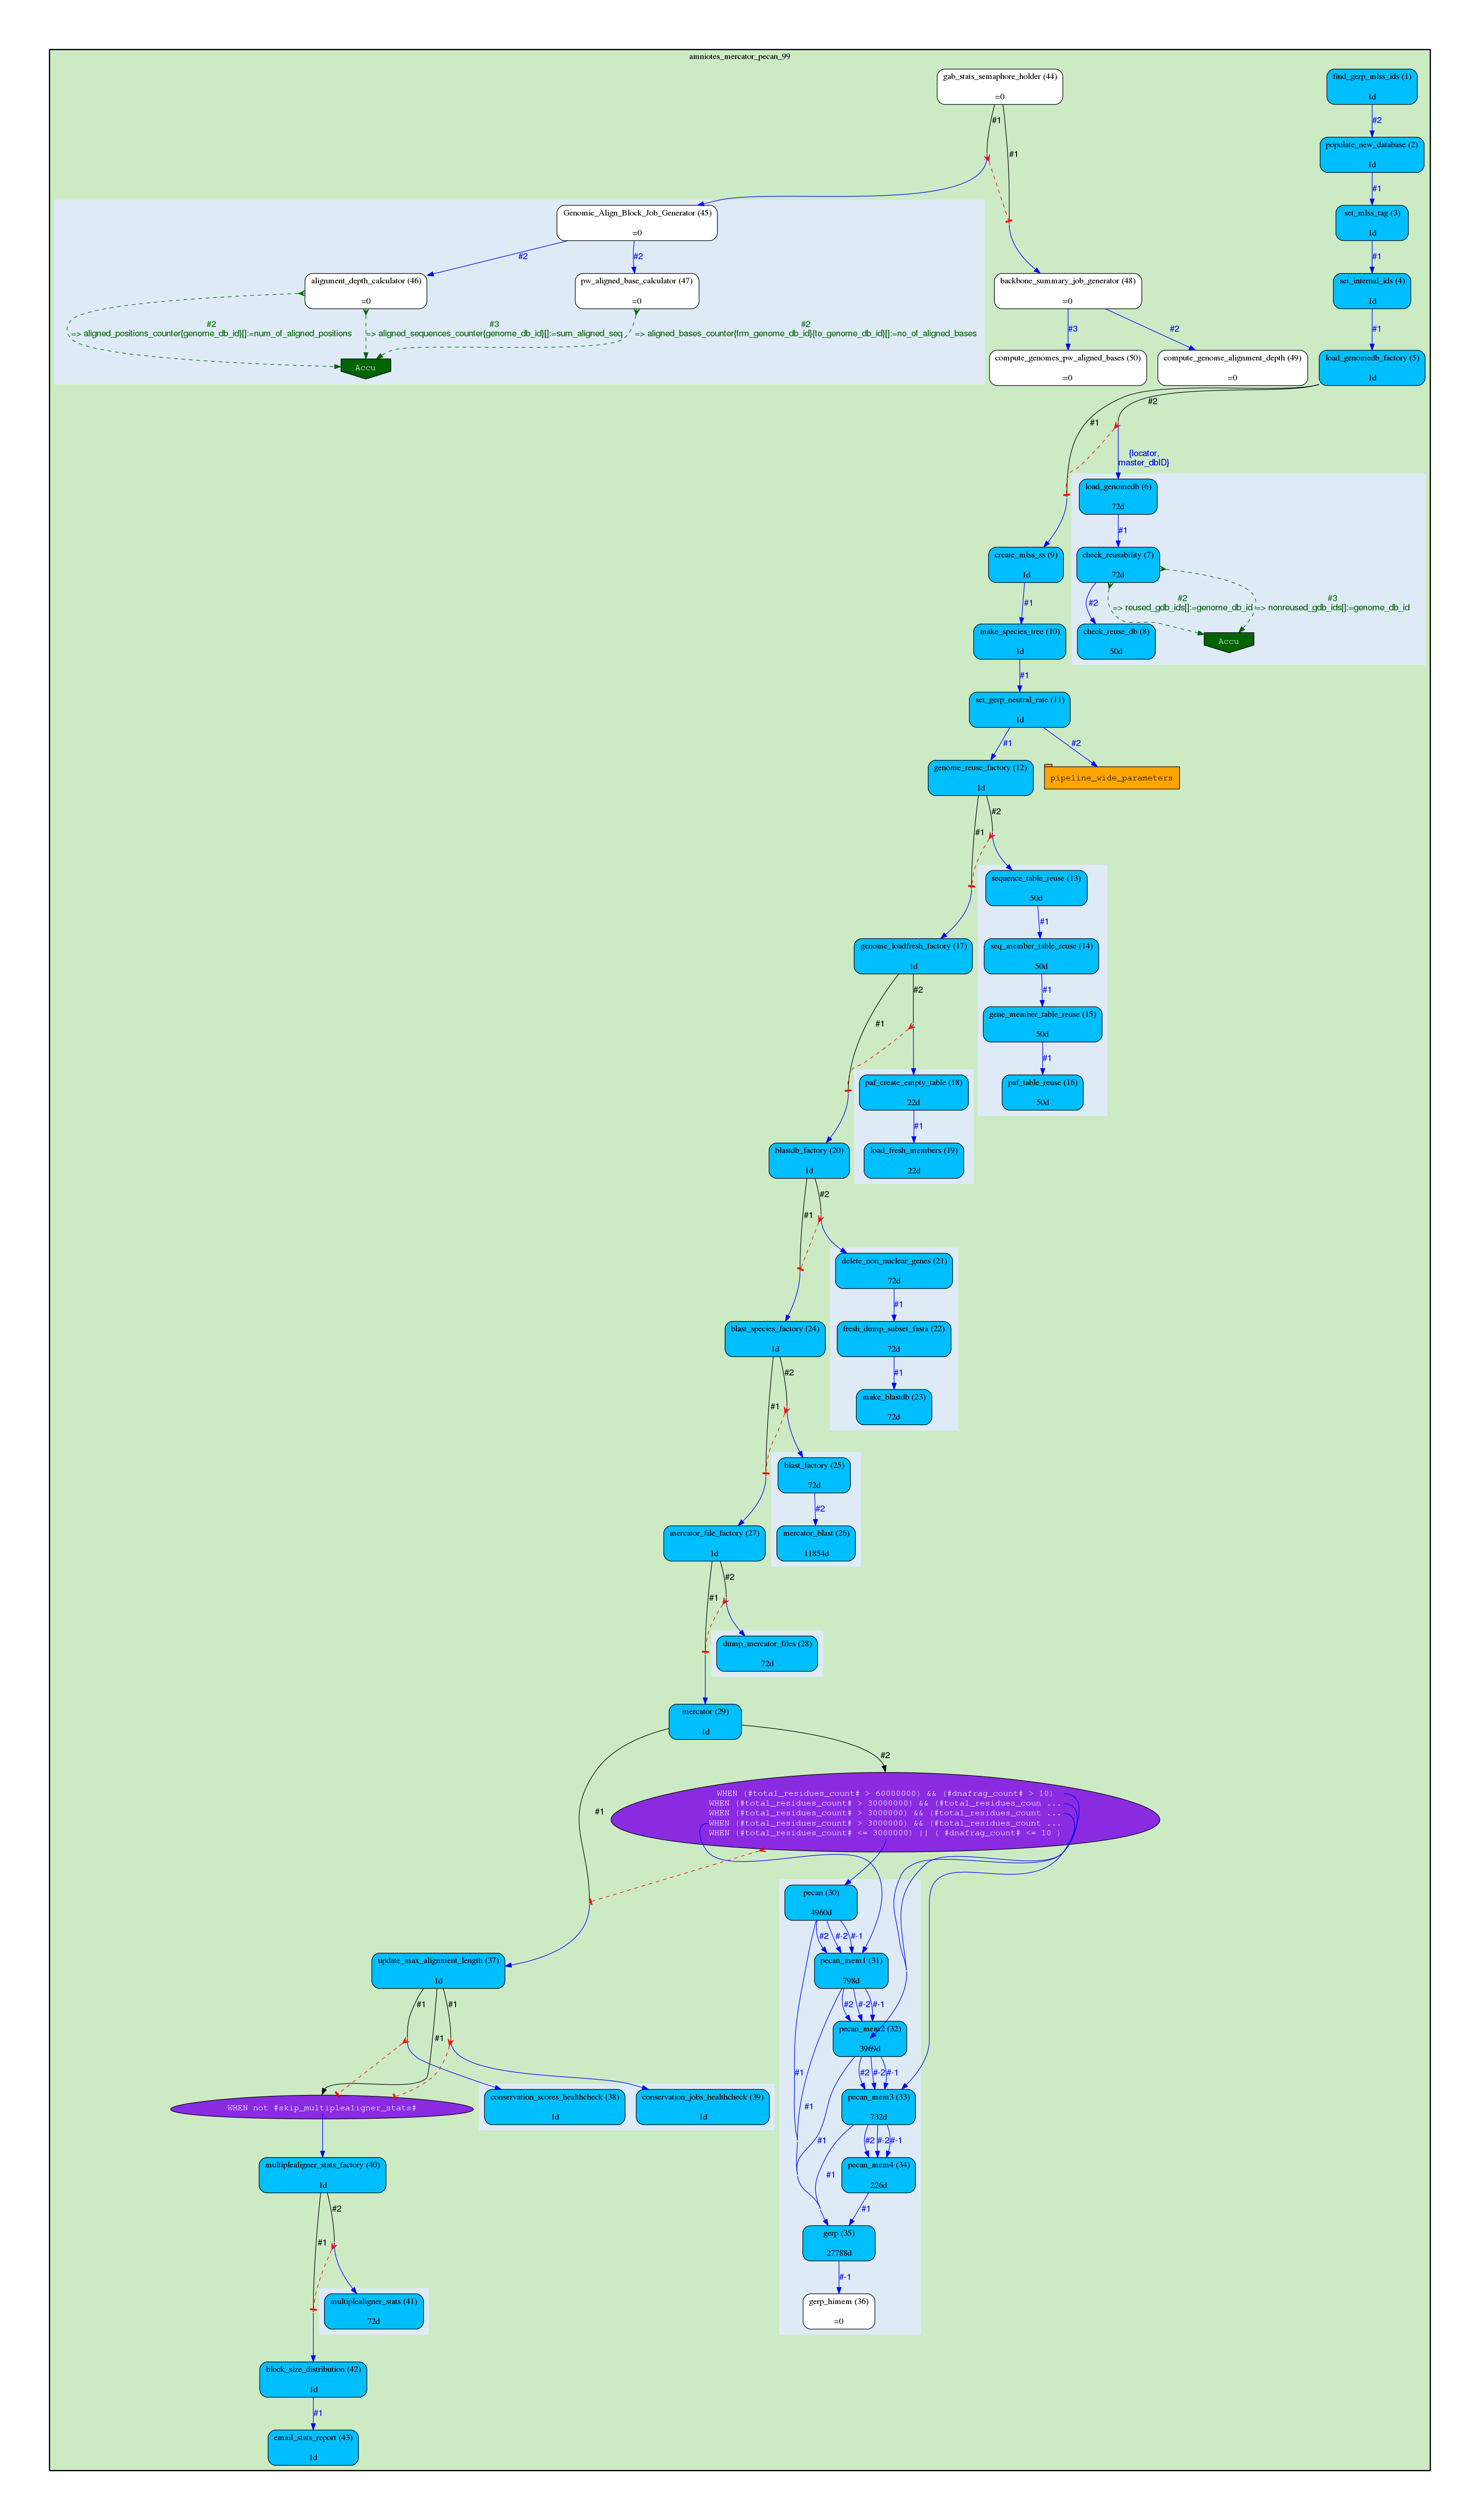 amniotes_mercator_pecan_99
gab_stats_semaphore_holder (44)
=0
find_gerp_mlss_ids (1)
1d
#1
#1
#2
populate_new_database (2)
1d
#1
Genomic_Align_Block_Job_Generator (45)
=0
set_mlss_tag (3)
1d
#2
#2
#1
alignment_depth_calculator (46)
=0
pw_aligned_base_calculator (47)
=0
backbone_summary_job_generator (48)
=0
set_internal_ids (4)
1d
#2
=> aligned_positions_counter{genome_db_id}[]:=num_of_aligned_positions
#3
=> aligned_sequences_counter{genome_db_id}[]:=sum_aligned_seq
#2
=> aligned_bases_counter{frm_genome_db_id}{to_genome_db_id}[]:=no_of_aligned_bases
#3
#2
#1
Accu
compute_genomes_pw_aligned_bases (50)
=0
compute_genome_alignment_depth (49)
=0
load_genomedb_factory (5)
1d
#1
#2
{locator,
master_dbID}
load_genomedb (6)
72d
#1
create_mlss_ss (9)
1d
check_reusability (7)
72d
#1
#2
#2
=> reused_gdb_ids[]:=genome_db_id
#3
=> nonreused_gdb_ids[]:=genome_db_id
make_species_tree (10)
1d
check_reuse_db (8)
50d
Accu
#1
set_gerp_neutral_rate (11)
1d
#1
#2
genome_reuse_factory (12)
1d
pipeline_wide_parameters
#1
#2
sequence_table_reuse (13)
50d
#1
genome_loadfresh_factory (17)
1d
seq_member_table_reuse (14)
50d
#1
#2
#1
gene_member_table_reuse (15)
50d
#1
paf_create_empty_table (18)
22d
paf_table_reuse (16)
50d
#1
blastdb_factory (20)
1d
load_fresh_members (19)
22d
#1
#2
delete_non_nuclear_genes (21)
72d
#1
blast_species_factory (24)
1d
fresh_dump_subset_fasta (22)
72d
#1
#2
#1
make_blastdb (23)
72d
blast_factory (25)
72d
#2
mercator_file_factory (27)
1d
mercator_blast (26)
11854d
#1
#2
dump_mercator_files (28)
72d
mercator (29)
1d
#1
#2
WHEN (#total_residues_count# > 60000000) && (#dnafrag_count# > 10)
WHEN (#total_residues_count# > 30000000) && (#total_residues_coun ...
WHEN (#total_residues_count# > 3000000) && (#total_residues_count ...
WHEN (#total_residues_count# > 3000000) && (#total_residues_count ...
WHEN (#total_residues_count# <= 3000000) || ( #dnafrag_count# <= 10 )
pecan (30)
4960d
#2
#-2
#-1
update_max_alignment_length (37)
1d
pecan_mem1 (31)
798d
#1
#1
#1
#2
#-2
#-1
pecan_mem2 (32)
3969d
#1
#2
#-2
#-1
WHEN not #skip_multiplealigner_stats#
conservation_scores_healthcheck (38)
1d
conservation_jobs_healthcheck (39)
1d
pecan_mem3 (33)
732d
#1
#1
#2
#-2
#-1
multiplealigner_stats_factory (40)
1d
pecan_mem4 (34)
226d
#1
#2
#1
#1
gerp (35)
27788d
#-1
multiplealigner_stats (41)
72d
gerp_himem (36)
=0
block_size_distribution (42)
1d
#1
email_stats_report (43)
1d